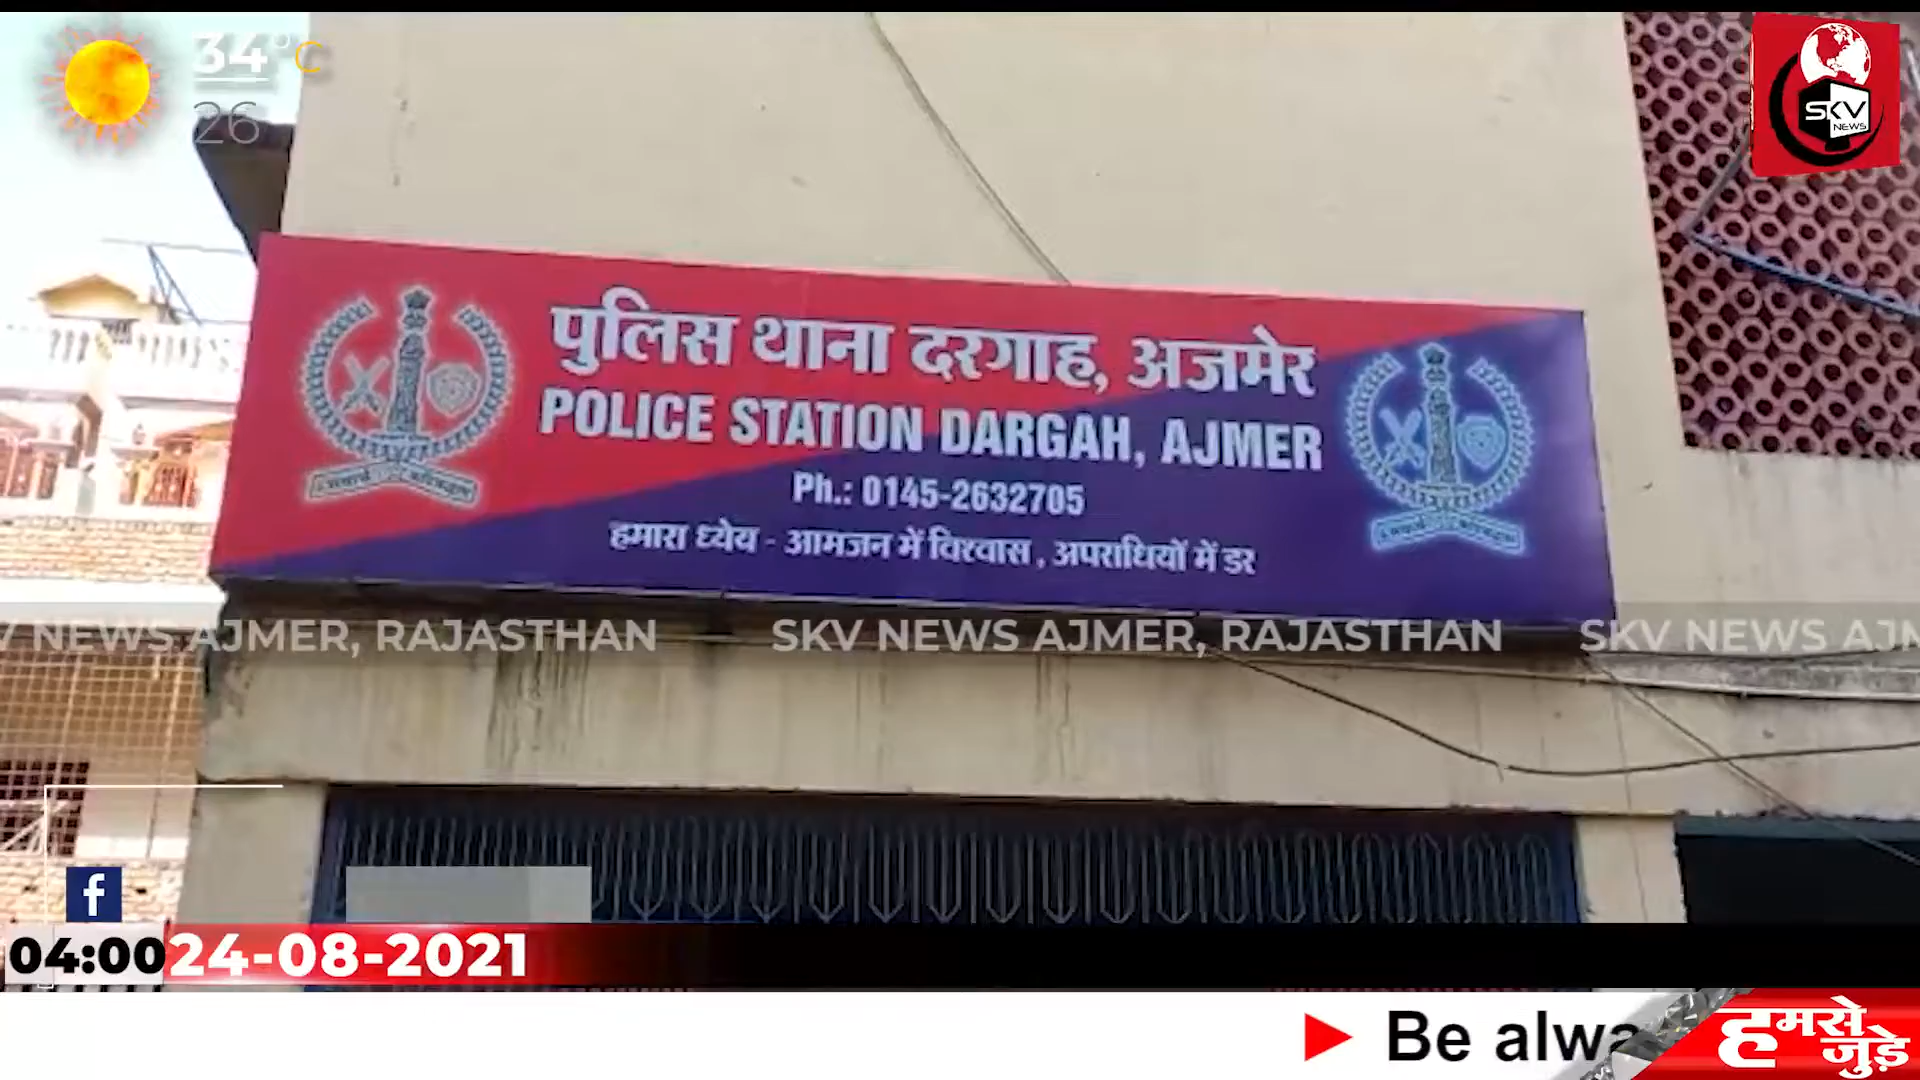 34°C
26
SKV
NEWS
पुलिस थाना दरगाह, अजमेर
POLICE STATION DARGAH, AJMER
Ph.: 0145-2632705
हमारा ध्येय - आमजन में विश्वास, अपराधियों में डर
V NEWS AJMER, RAJASTHAN SKV NEWS AJMER, RAJASTHAN SKV NEWS AJM
f
04:00 24-08-2021
Be alwa
हमसे
जुड़े